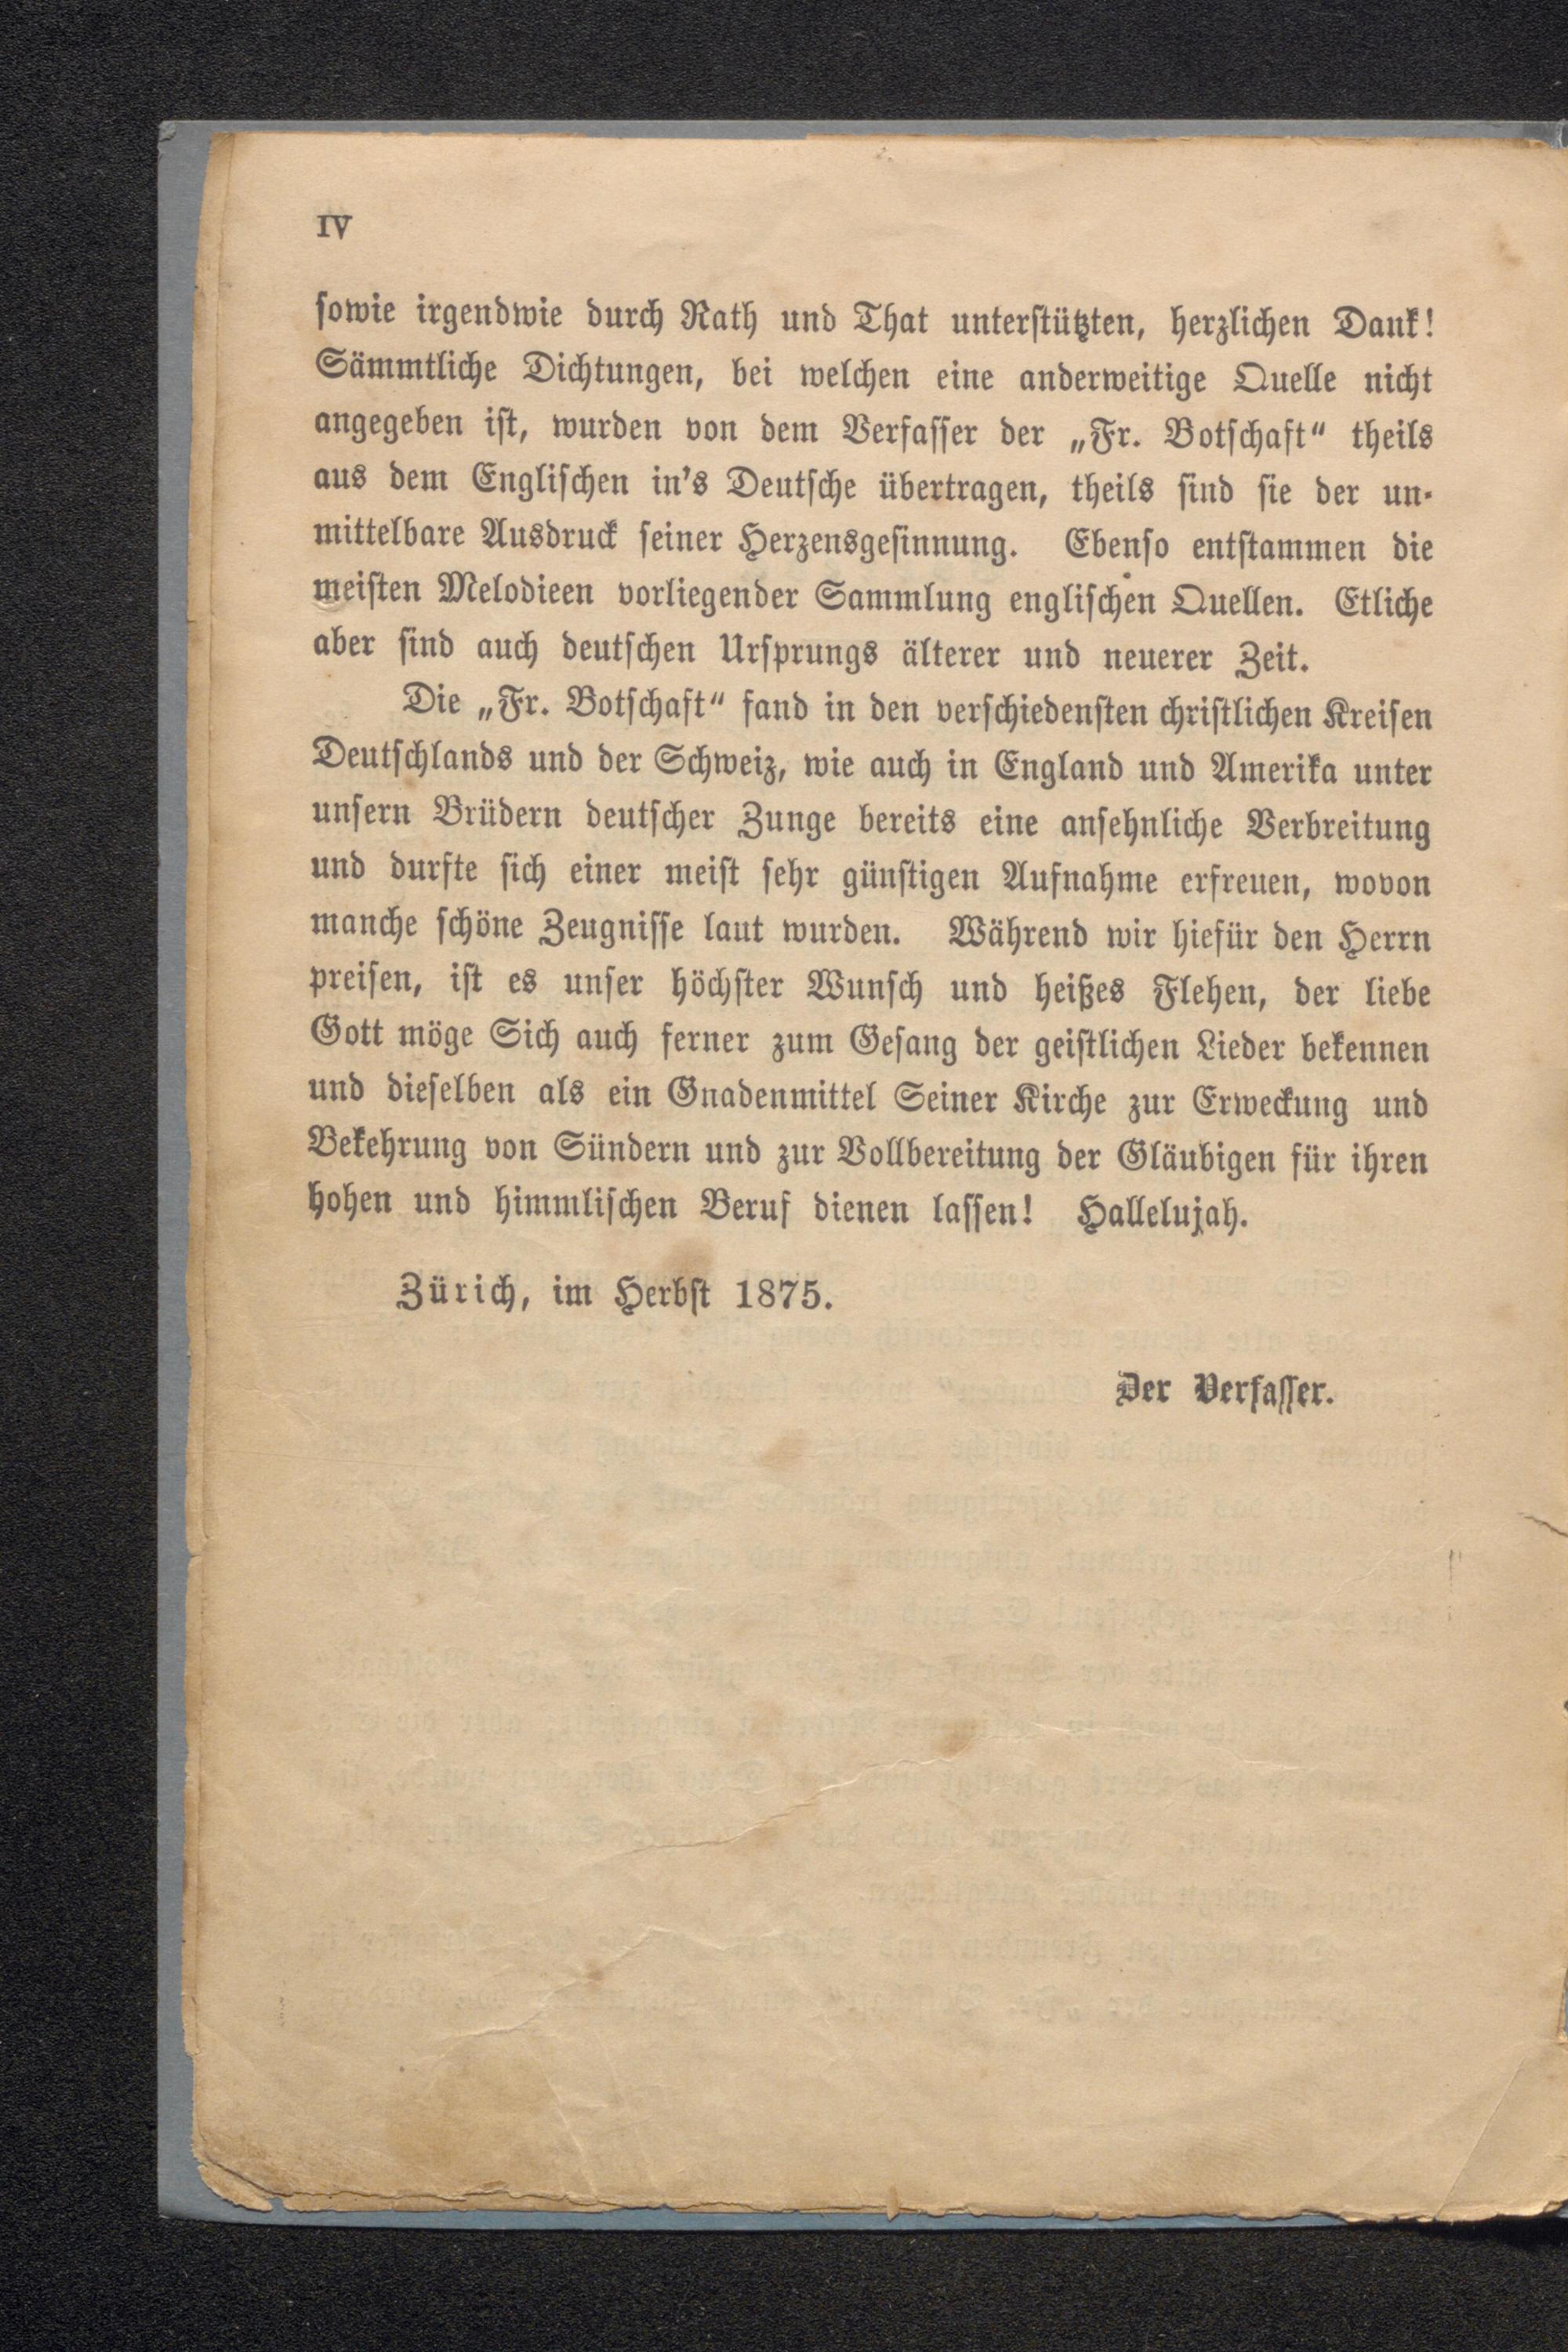 IV
sowie irgendwie durch Rath und That unterstützten, herzlichen Dank!
Sämmtliche Dichtungen, bei welchen eine anderweitige Quelle nicht
angegeben ist, wurden von dem Verfasser der „Fr. Botschaft“ theils
aus dem Englischen in's Deutsche übertragen, theils sind sie der un-
mittelbare Ausdruck seiner Herzensgesinnung. Ebenso entstammen die
meisten Melodieen vorliegender Sammlung englischen Quellen. Etliche
aber sind auch deutschen Ursprungs älterer und neuerer Zeit.
Die „Fr. Botschaft“ fand in den verschiedensten christlichen Kreisen
Deutschlands und der Schweiz, wie auch in England und Amerika unter
unsern Brüdern deutscher Zunge bereits eine ansehnliche Verbreitung
und durfte sich einer meist sehr günstigen Aufnahme erfreuen, wovon
manche schöne Zeugnisse laut wurden. Während wir hiefür den Herrn
preisen, ist es unser höchster Wunsch und heißes Flehen, der liebe
Gott möge Sich auch ferner zum Gesang der geistlichen Lieder bekennen
und dieselben als ein Gnadenmittel Seiner Kirche zur Erweckung und
Bekehrung von Sündern und zur Vollbereitung der Gläubigen für ihren
hohen und himmlischen Beruf dienen lassen! Hallelujah.
Zürich, im Herbst 1875.
Der Verfasser.